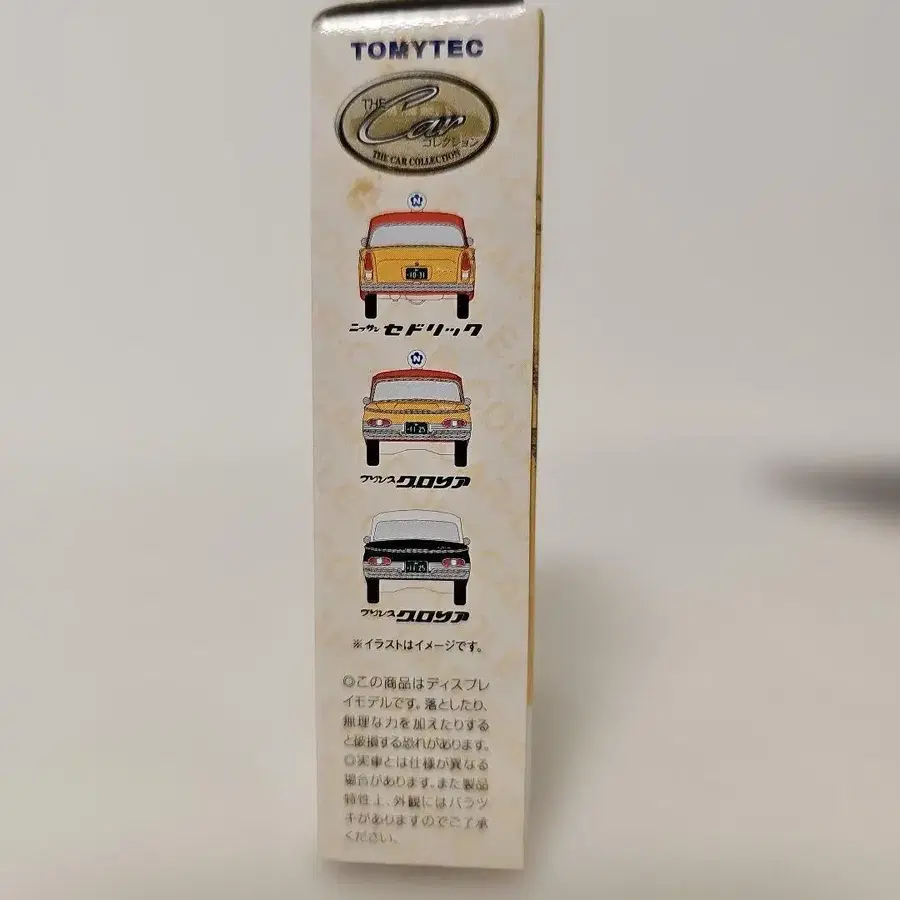 TOMYTEC
THE
Car
コレクション
THE CAR COLLECTION
N
10-31
ニッサン セドリック
N
11-25
プリンス グロリア
11-25
プリンス グロリア
※イラストはイメージです。
◎この商品はディスプレ
イモデルです。落としたり、
無理な力を加えたりする
と破損する恐れがあります。
◎実車とは仕様が異なる
場合があります。また製品
特性上、外観にはバラツ
キがありますのでご了承
ください。